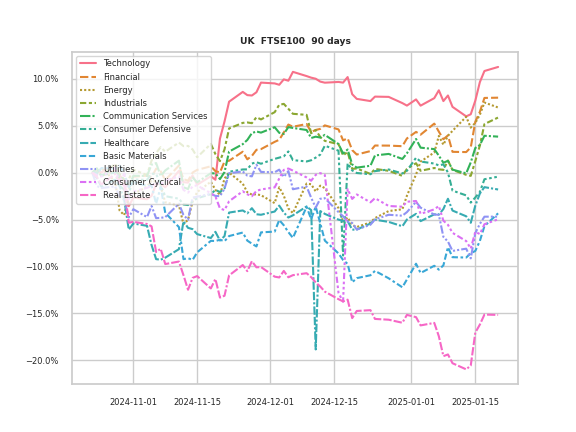 UK  FTSE100  90 days
Technology
Financial
Energy
Industrials
Communication Services
Consumer Defensive
Healthcare
Basic Materials
Utilities
Consumer Cyclical
Real Estate
10.0%
5.0%
0.0%
−5.0%
−10.0%
−15.0%
−20.0%
2024-11-01 2024-11-15 2024-12-01 2024-12-15 2025-01-01 2025-01-15